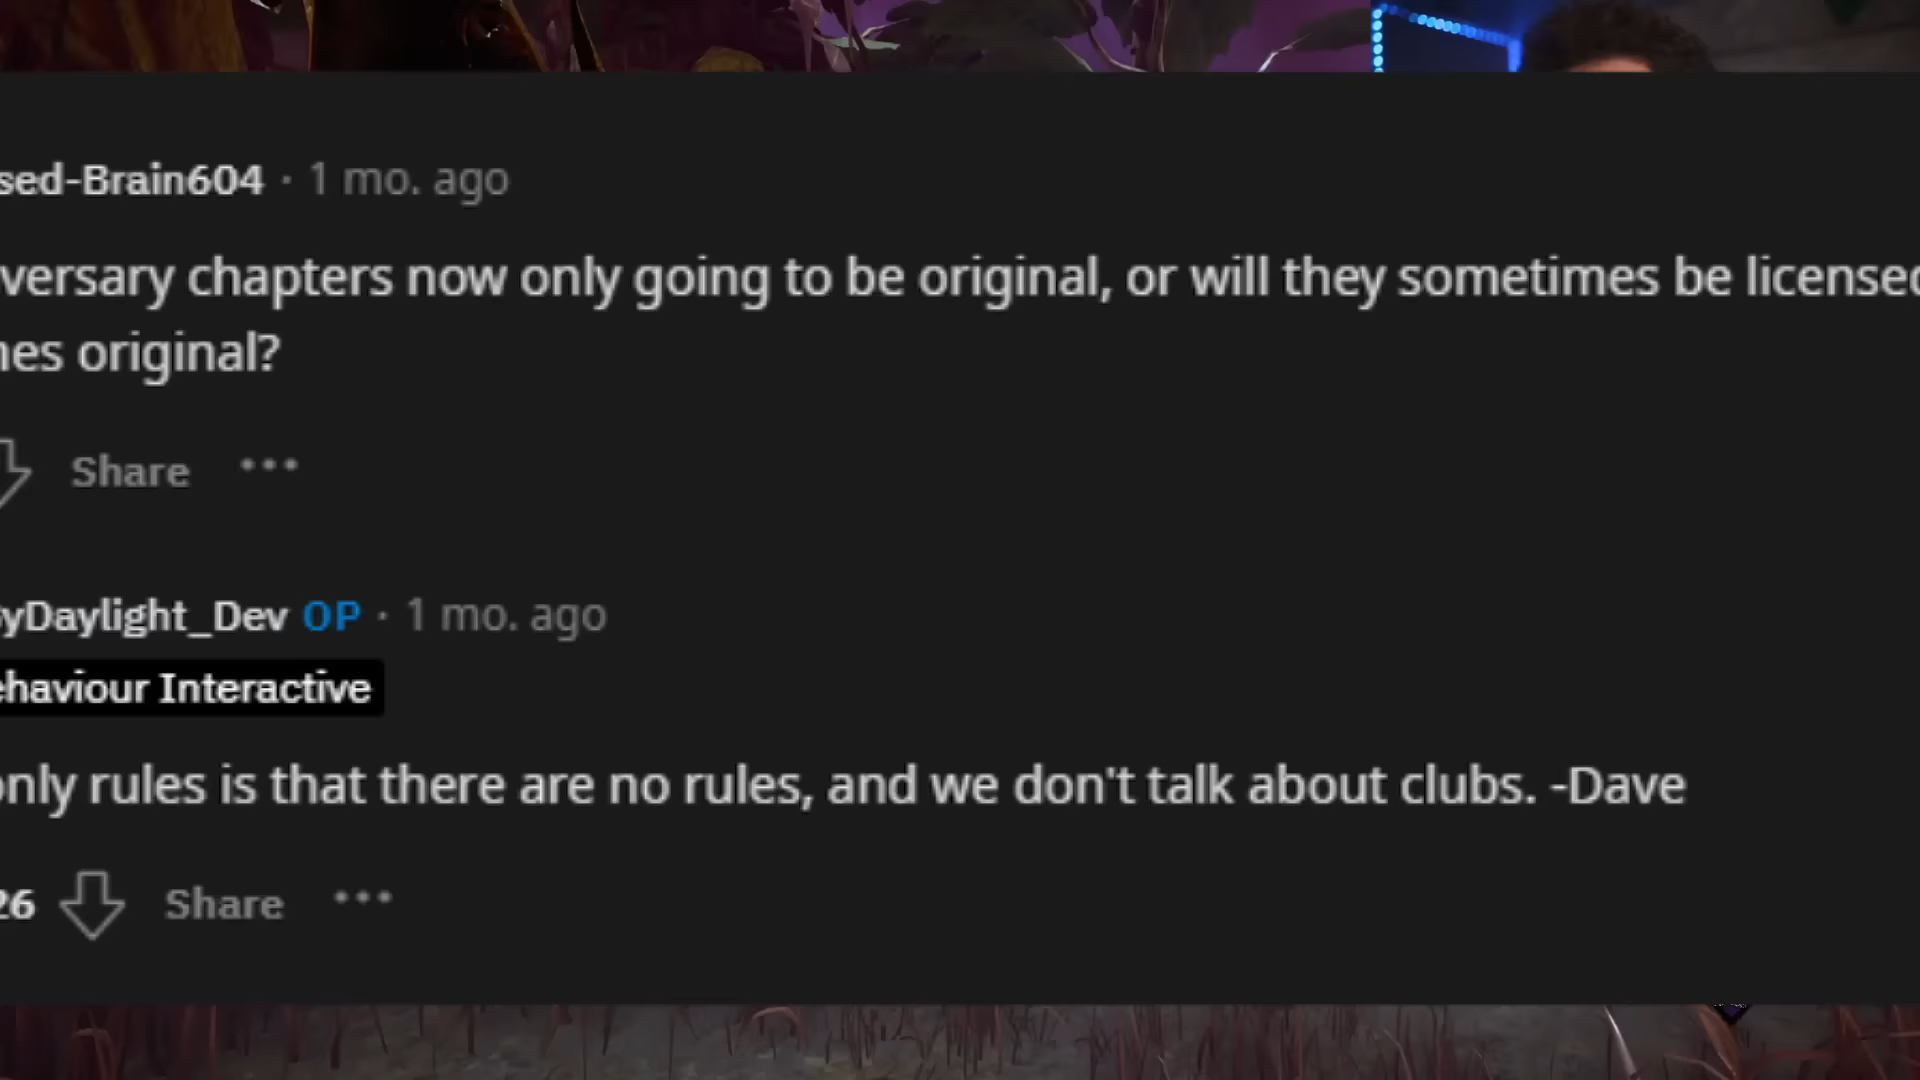 sed-Brain604 · 1 mo. ago
versary chapters now only going to be original, or will they sometimes be licensed
nes original?
Share ···
yDaylight_Dev OP · 1 mo. ago
ehaviour Interactive
only rules is that there are no rules, and we don't talk about clubs. -Dave
26 Share ···